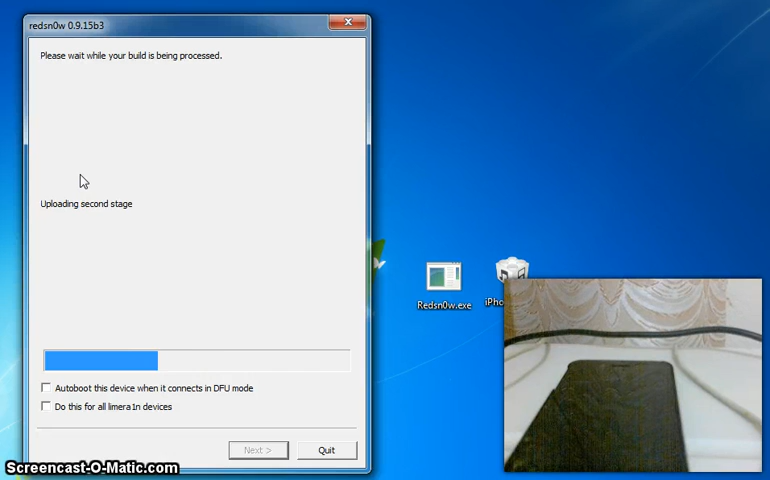 redsn0w 0.9.15b3
Please wait while your build is being processed.
Uploading second stage
Redsn0w.exe
Autoboot this device when it connects in DFU mode
Do this for all limera1n devices
Next >
Quit
Screencast-O-Matic.com